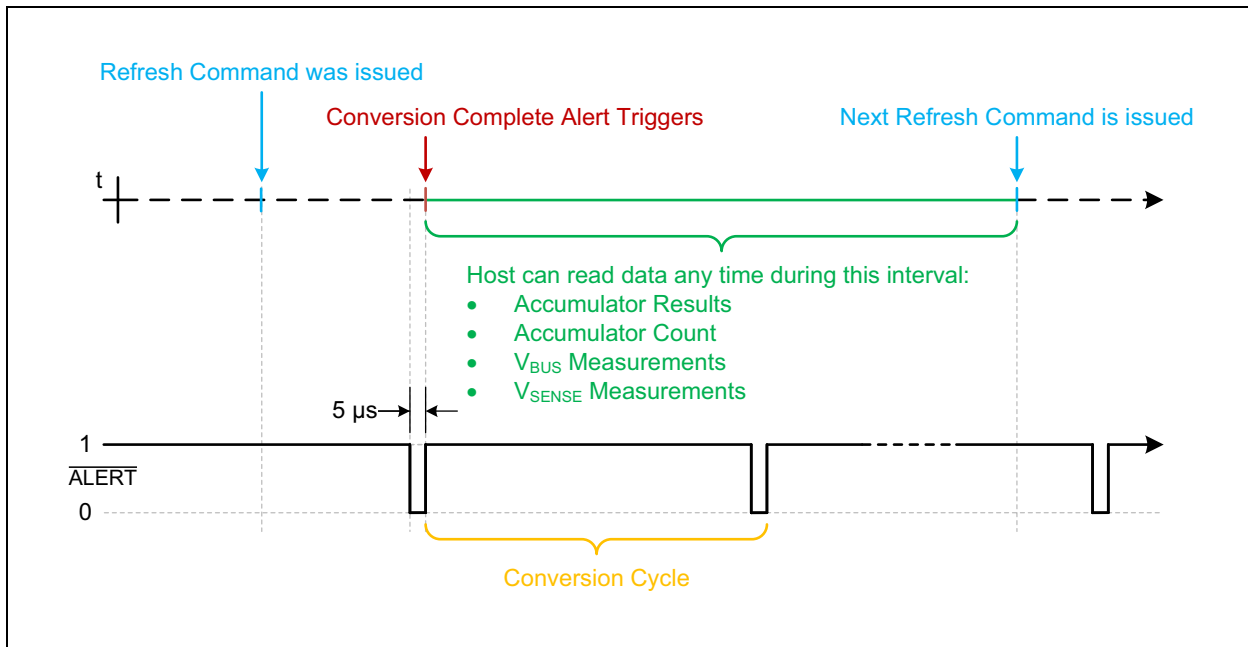 Refresh Command was issued
Conversion Complete Alert Triggers
Next Refresh Command is issued
t
Host can read data any time during this interval:
• Accumulator Results
• Accumulator Count
• VBUS Measurements
• VSENSE Measurements
5 µs
1
ALERT
0
Conversion Cycle